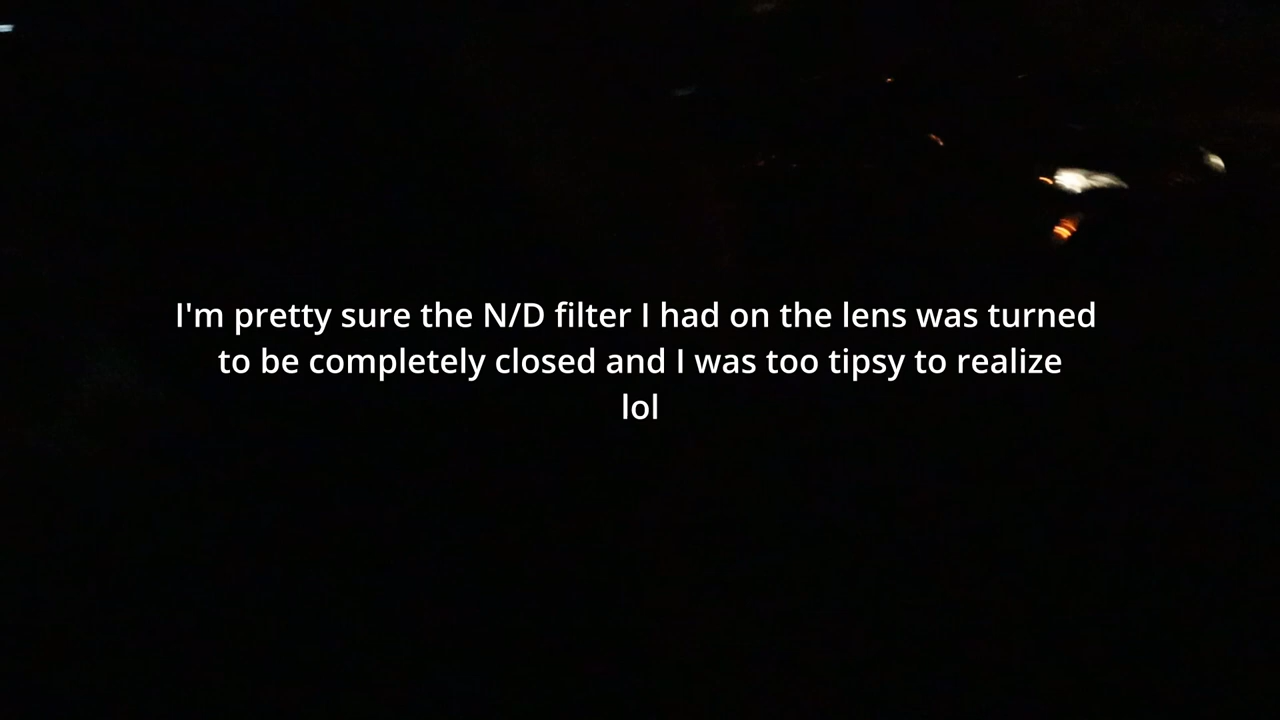 I'm pretty sure the N/D filter I had on the lens was turned
to be completely closed and I was too tipsy to realize
lol